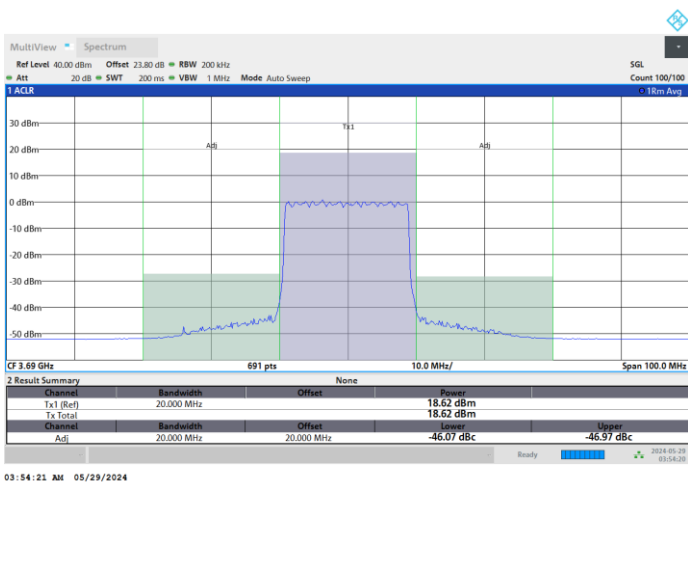 MultiView Spectrum
Ref Level 40.00 dBm Offset 23.80 dB RBW 200 kHz SGL
Att 20 dB SWT 200 ms VBW 1 MHz Mode Auto Sweep Count 100/100
1 ACLR 1Rm Avg
30 dBm
Tx1
20 dBm Adj Adj
10 dBm
0 dBm
-10 dBm
-20 dBm
-30 dBm
-40 dBm
-50 dBm
CF 3.69 GHz 691 pts 10.0 MHz/ Span 100.0 MHz
2 Result Summary None
Channel Bandwidth Offset Power
Tx1 (Ref) 20.000 MHz 18.62 dBm
Tx Total 18.62 dBm
Channel Bandwidth Offset Lower Upper
Adj 20.000 MHz 20.000 MHz -46.07 dBc -46.97 dBc
Ready 2024-05-29
03:54:20
03:54:21 AM 05/29/2024